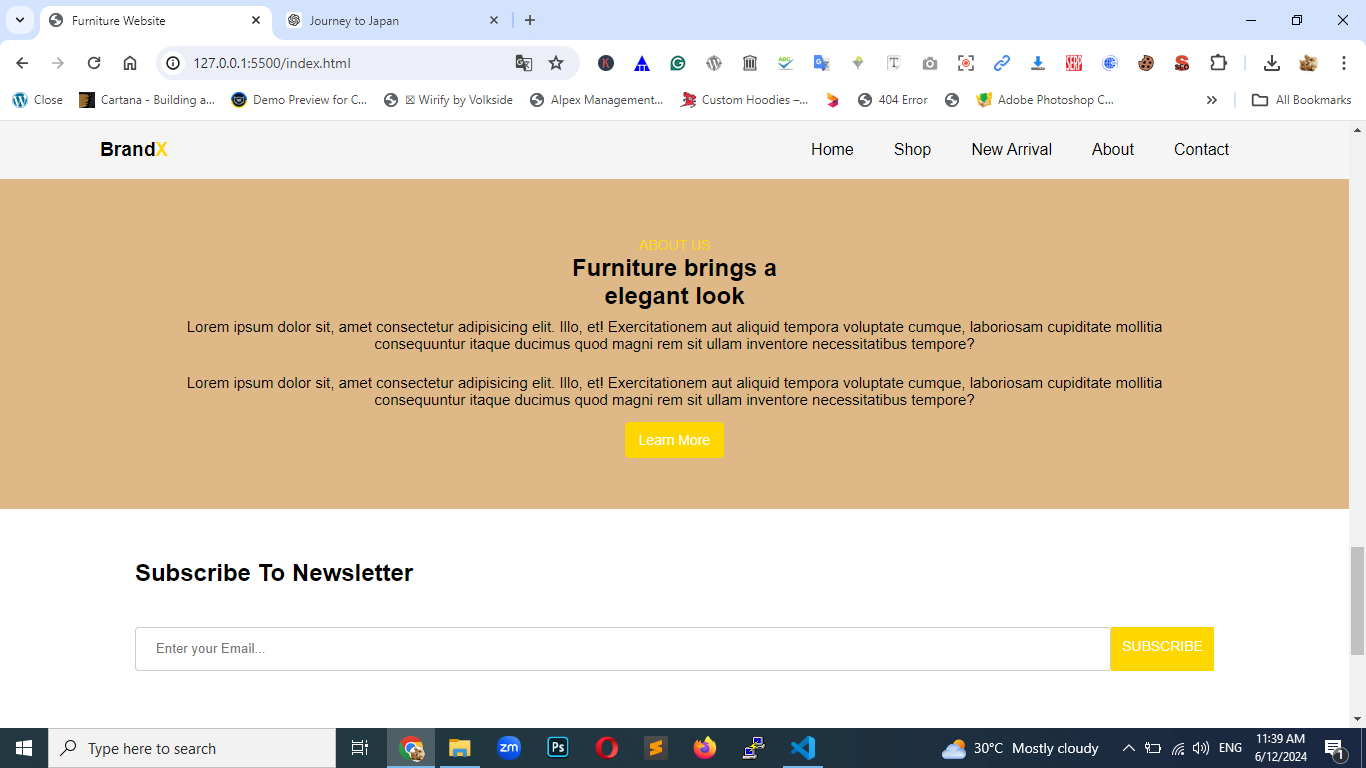 Furniture Website
Journey to Japan
127.0.0.1:5500/index.html
Close
Cartana - Building a...
Demo Preview for C...
☒ Wirify by Volkside
Alpex Management...
Custom Hoodies –...
404 Error
Adobe Photoshop C...
All Bookmarks
BrandX
Home
Shop
New Arrival
About
Contact
ABOUT US
Furniture brings a
elegant look
Lorem ipsum dolor sit, amet consectetur adipisicing elit. Illo, et! Exercitationem aut aliquid tempora voluptate cumque, laboriosam cupiditate mollitia
consequuntur itaque ducimus quod magni rem sit ullam inventore necessitatibus tempore?
Lorem ipsum dolor sit, amet consectetur adipisicing elit. Illo, et! Exercitationem aut aliquid tempora voluptate cumque, laboriosam cupiditate mollitia
consequuntur itaque ducimus quod magni rem sit ullam inventore necessitatibus tempore?
Learn More
Subscribe To Newsletter
Enter your Email...
SUBSCRIBE
Type here to search
zm
Ps
30°C Mostly cloudy
ENG
11:39 AM
6/12/2024
1